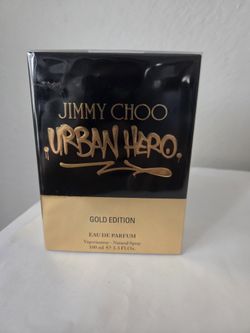 JIMMY CHOO
URBAN HERO
GOLD EDITION
EAU DE PARFUM
Vaporisateur - Natural Spray
100 ml ℮ 3.3 Fl.Oz.